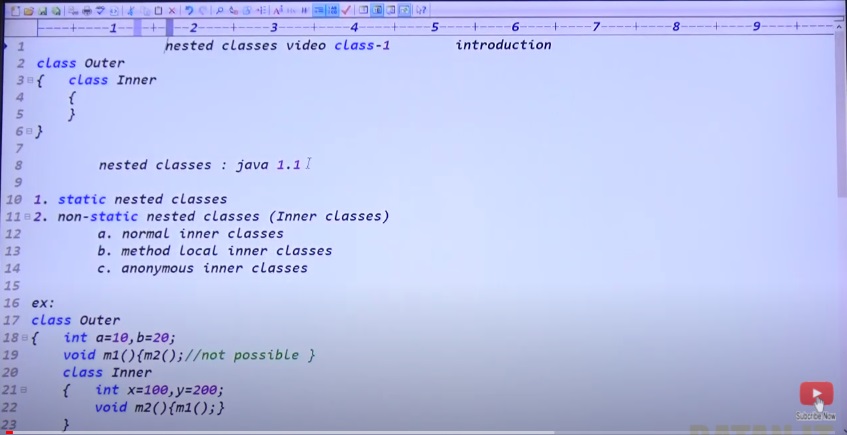 1 2 3 4 5 6 7 8 9
1 nested classes video class-1 introduction
2 class Outer
3 { class Inner
4 {
5 }
6 }
7
8 nested classes : java 1.1
9
10 1. static nested classes
11 2. non-static nested classes (Inner classes)
12 a. normal inner classes
13 b. method local inner classes
14 c. anonymous inner classes
15
16 ex:
17 class Outer
18 { int a=10,b=20;
19 void m1(){m2();//not possible }
20 class Inner
21 { int x=100,y=200;
22 void m2(){m1();}
23 }
Subscribe Now